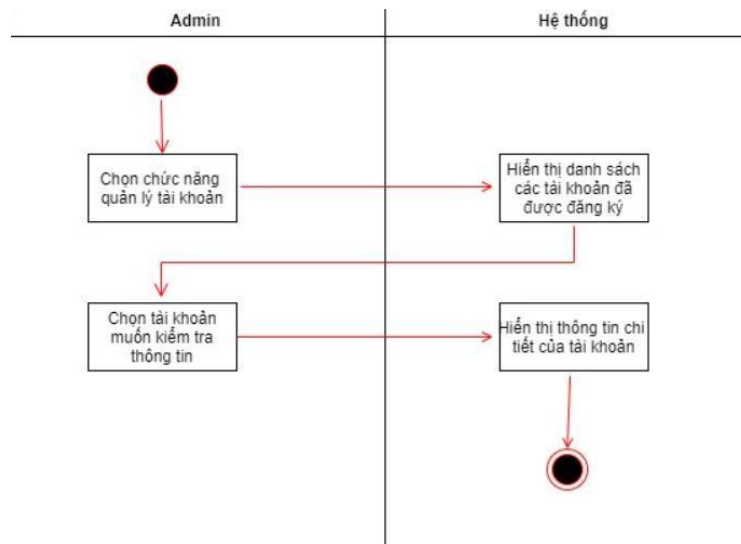 Admin
Hệ thống
Chọn chức năng
quản lý tài khoản
Hiển thị danh sách
các tài khoản đã
được đăng ký
Chọn tài khoản
muốn kiểm tra
thông tin
Hiển thị thông tin chi
tiết của tài khoản